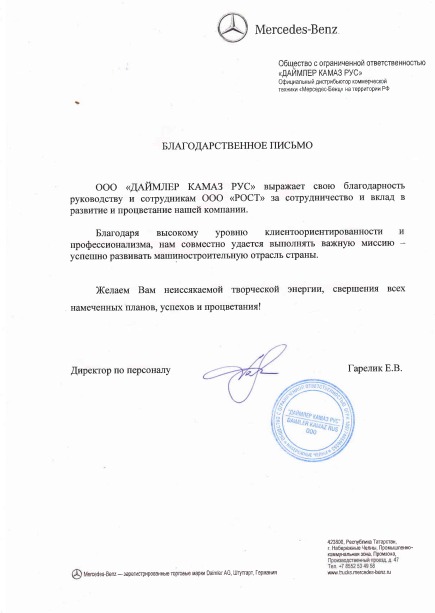 Mercedes-Benz
Общество с ограниченной ответственностью
«ДАЙМЛЕР КАМАЗ РУС»
Официальный дистрибьютор коммерческой
техники «Мерседес-Бенц» на территории РФ
БЛАГОДАРСТВЕННОЕ ПИСЬМО
ООО «ДАЙМЛЕР КАМАЗ РУС» выражает свою благодарность
руководству и сотрудникам ООО «РОСТ» за сотрудничество и вклад в
развитие и процветание нашей компании.
Благодаря высокому уровню клиентоориентированности и
профессионализма, нам совместно удается выполнять важную миссию –
успешно развивать машиностроительную отрасль страны.
Желаем Вам неиссякаемой творческой энергии, свершения всех
намеченных планов, успехов и процветания!
Директор по персоналу
Гарелик Е.В.
"ДАЙМЛЕР КАМАЗ РУС"
DAIMLER KAMAZ RUS
ООО
423800, Республика Татарстан,
г. Набережные Челны, Промышленно-
коммунальная зона, Промзона,
Производственный проезд, д. 47
Тел. +7 8552 53 49 58
www.trucks.mercedes-benz.ru
Mercedes-Benz — зарегистрированные торговые марки Daimler AG, Штутгарт, Германия